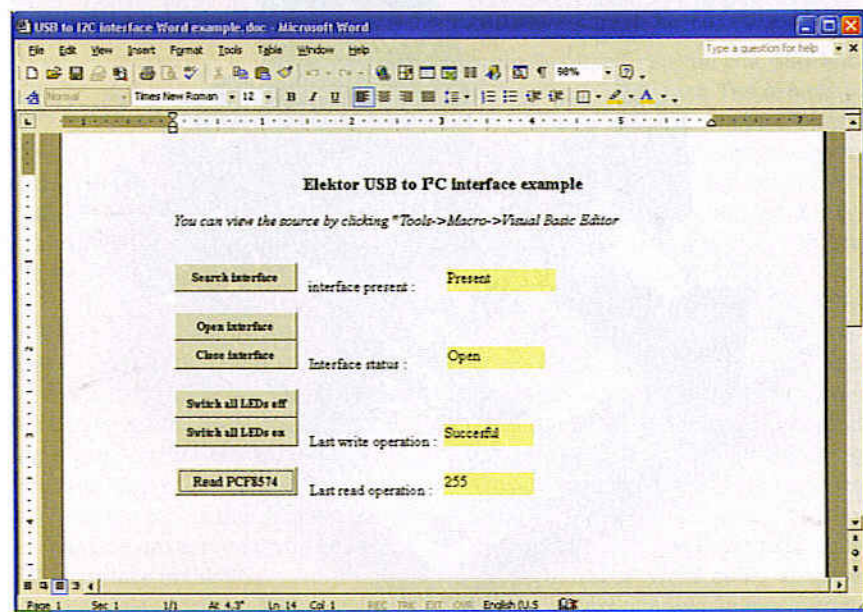 USB to I2C interface Word example.doc - Microsoft Word
File Edit View Insert Format Tools Table Window Help
Type a question for help
98%
Normal Times New Roman 12 B I U A
Elektor USB to I²C interface example
You can view the source by clicking "Tools->Macro->Visual Basic Editor
Search interface
interface present :
Present
Open interface
Close interface
Interface status :
Open
Switch all LEDs off
Switch all LEDs on
Last write operation :
Succesful
Read PCF8574
Last read operation :
255
Page 1 Sec 1 1/1 At 4.3" Ln 14 Col 1 REC TRK EXT OVR English (U.S